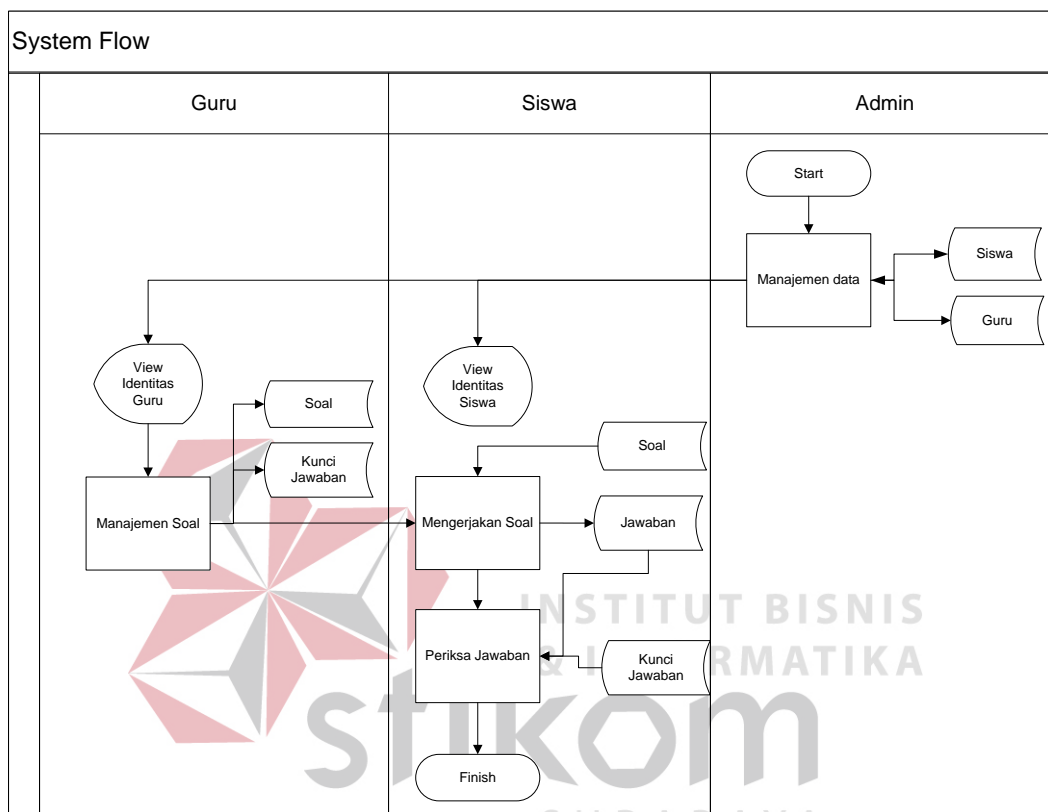 System Flow
Guru
Siswa
Admin
Start
Manajemen data
Siswa
Guru
View
Identitas
Guru
Soal
Kunci
Jawaban
Manajemen Soal
View
Identitas
Siswa
Soal
Mengerjakan Soal
Jawaban
Periksa Jawaban
Kunci
Jawaban
Finish
INSTITUT BISNIS
& INFORMATIKA
stikom
SURABAYA